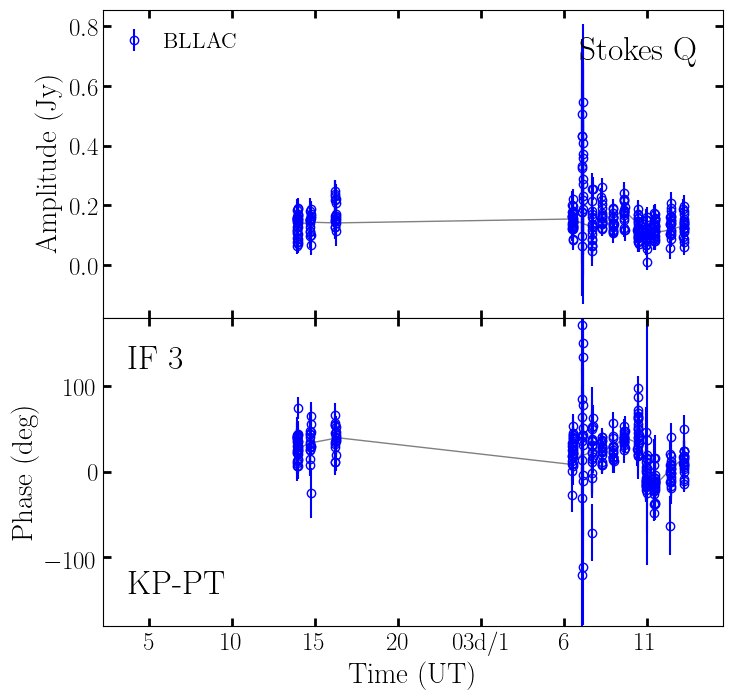 BLLAC
Stokes Q
0.8
0.6
0.4
0.2
0.0
Amplitude (Jy)
IF 3
100
0
−100
Phase (deg)
KP-PT
5 10 15 20 03d/1 6 11
Time (UT)